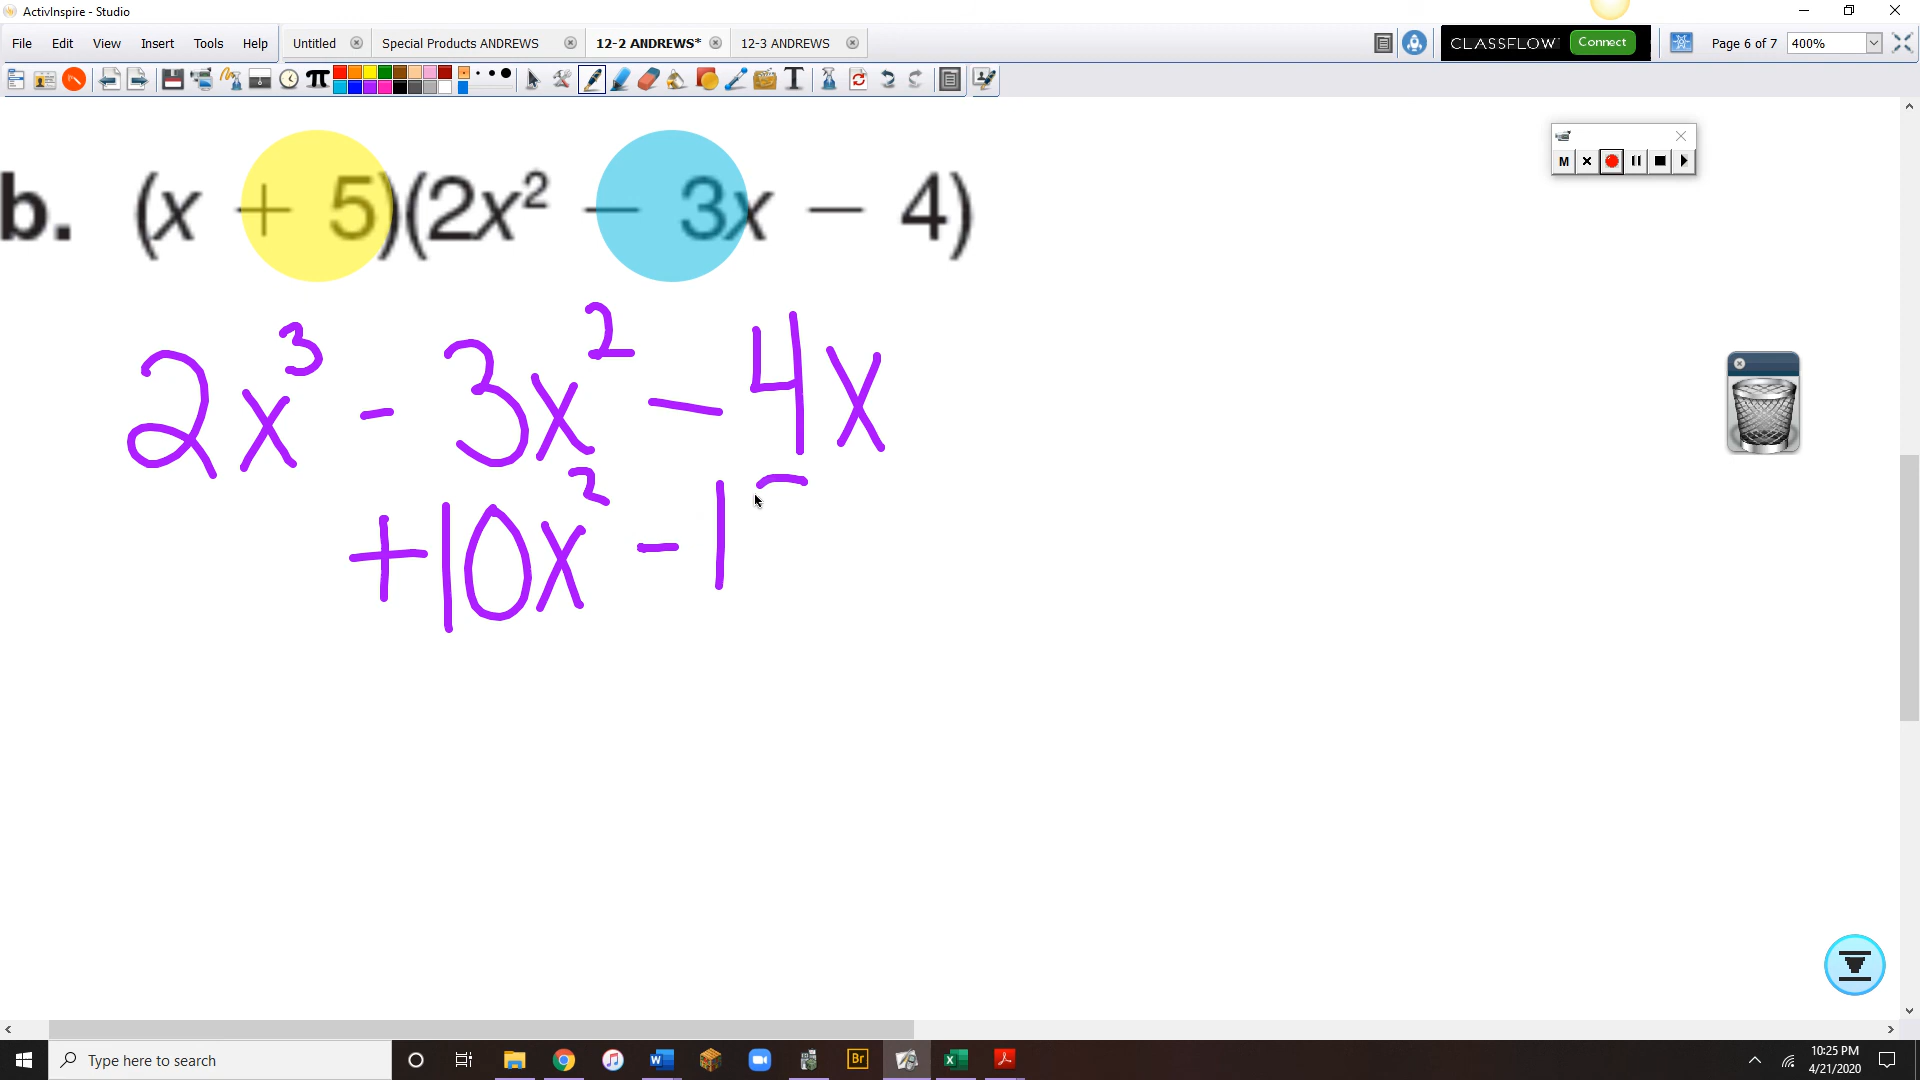 ActivInspire - Studio
File Edit View Insert Tools Help Untitled Special Products ANDREWS 12-2 ANDREWS* 12-3 ANDREWS CLASSFLOW Connect Page 6 of 7 400%
M
b. (x + 5)(2x² − 3x − 4)
2x³ - 3x² - 4x
+10x² - 1
Type here to search
Br
10:25 PM
4/21/2020